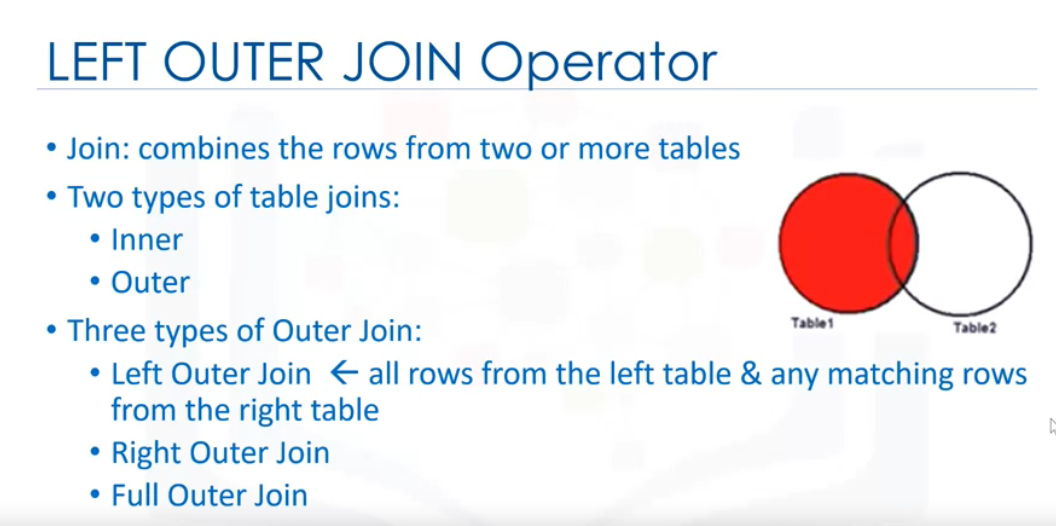 LEFT OUTER JOIN Operator
• Join: combines the rows from two or more tables
• Two types of table joins:
• Inner
• Outer
• Three types of Outer Join:
• Left Outer Join ← all rows from the left table & any matching rows
from the right table
• Right Outer Join
• Full Outer Join
Table1
Table2